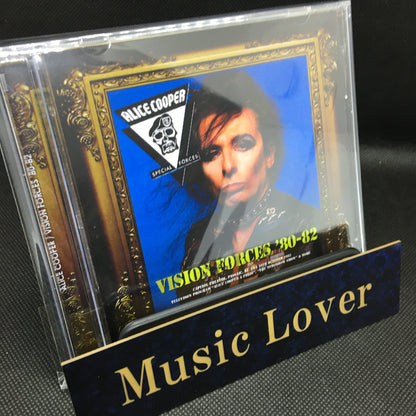 ALICE COOPER / VISION FORCES '80-82
ALICE COOPER
SPECIAL FORCES
VISION FORCES '80-82
Music Lover